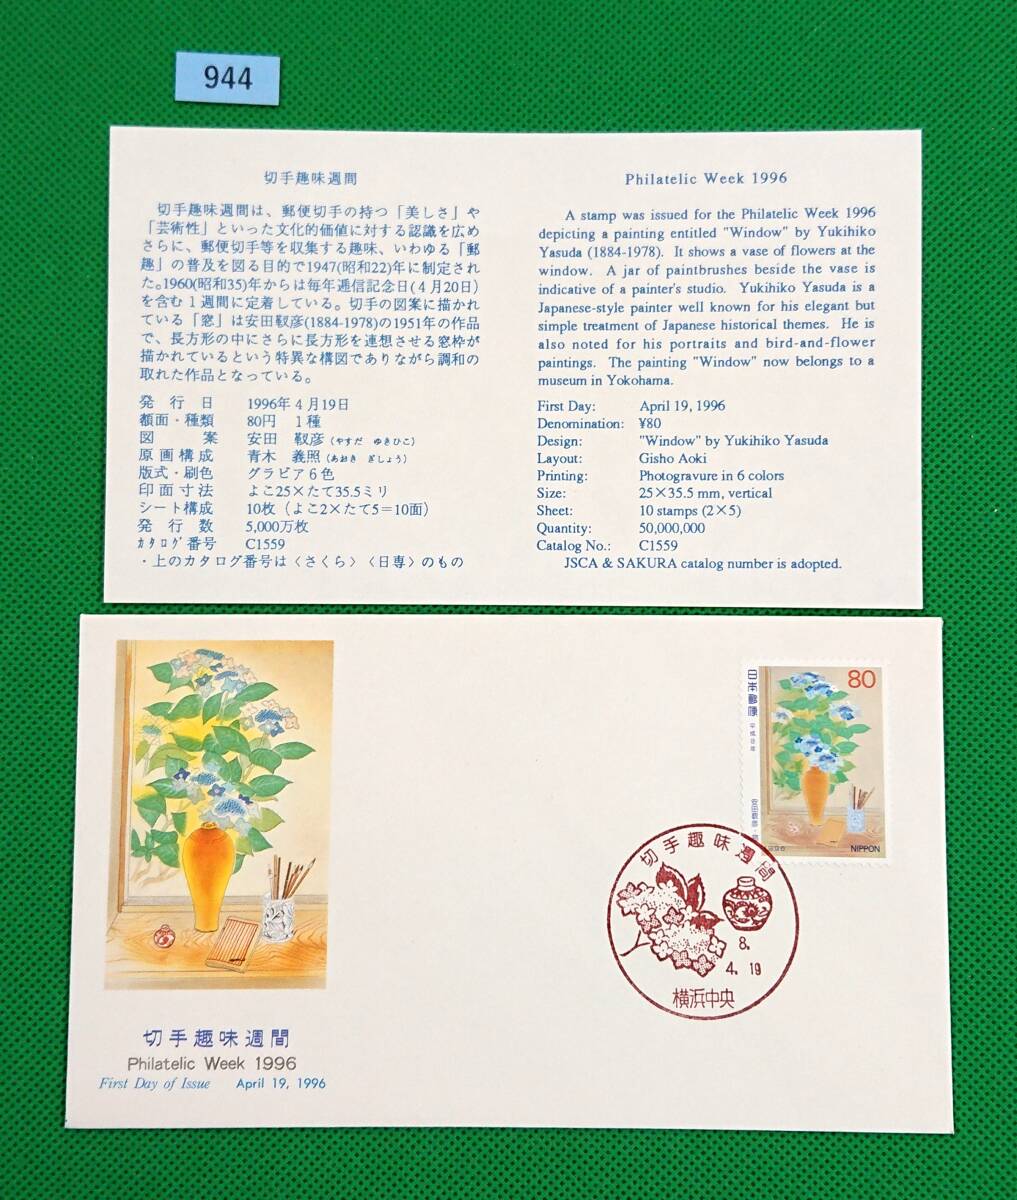 944
切手趣味週間
切手趣味週間は、郵便切手の持つ「美しさ」や
「芸術性」といった文化的価値に対する認識を広め
さらに、郵便切手等を収集する趣味、いわゆる「郵
趣」の普及を図る目的で1947(昭和22)年に制定され
た。1960(昭和35)年からは毎年逓信記念日(4月20日)
を含む1週間に定着している。切手の図案に描かれ
ている「窓」は安田靫彦(1884-1978)の1951年の作品
で、長方形の中にさらに長方形を連想させる窓枠が
描かれているという特異な構図でありながら調和の
取れた作品となっている。
発行日 1996年4月19日
額面・種類 80円 1種
図案 安田 靫彦(やすだ ゆきひこ)
原画構成 青木 義照(あおき ぎしょう)
版式・刷色 グラビア6色
印面寸法 よこ25×たて35.5ミリ
シート構成 10枚(よこ2×たて5=10面)
発行数 5,000万枚
カタログ番号 C1559
・上のカタログ番号は〈さくら〉〈日専〉のもの
Philatelic Week 1996
A stamp was issued for the Philatelic Week 1996
depicting a painting entitled "Window" by Yukihiko
Yasuda (1884-1978). It shows a vase of flowers at the
window. A jar of paintbrushes beside the vase is
indicative of a painter's studio. Yukihiko Yasuda is a
Japanese-style painter well known for his elegant but
simple treatment of Japanese historical themes. He is
also noted for his portraits and bird-and-flower
paintings. The painting "Window" now belongs to a
museum in Yokohama.
First Day: April 19, 1996
Denomination: ¥80
Design: "Window" by Yukihiko Yasuda
Layout: Gisho Aoki
Printing: Photogravure in 6 colors
Size: 25×35.5 mm, vertical
Sheet: 10 stamps (2×5)
Quantity: 50,000,000
Catalog No.: C1559
JSCA & SAKURA catalog number is adopted.
切手趣味週間
Philatelic Week 1996
First Day of Issue April 19, 1996
80
日本郵便
平成8年
安田靫彦
NIPPON
切手趣味週間
8.
4.19
横浜中央